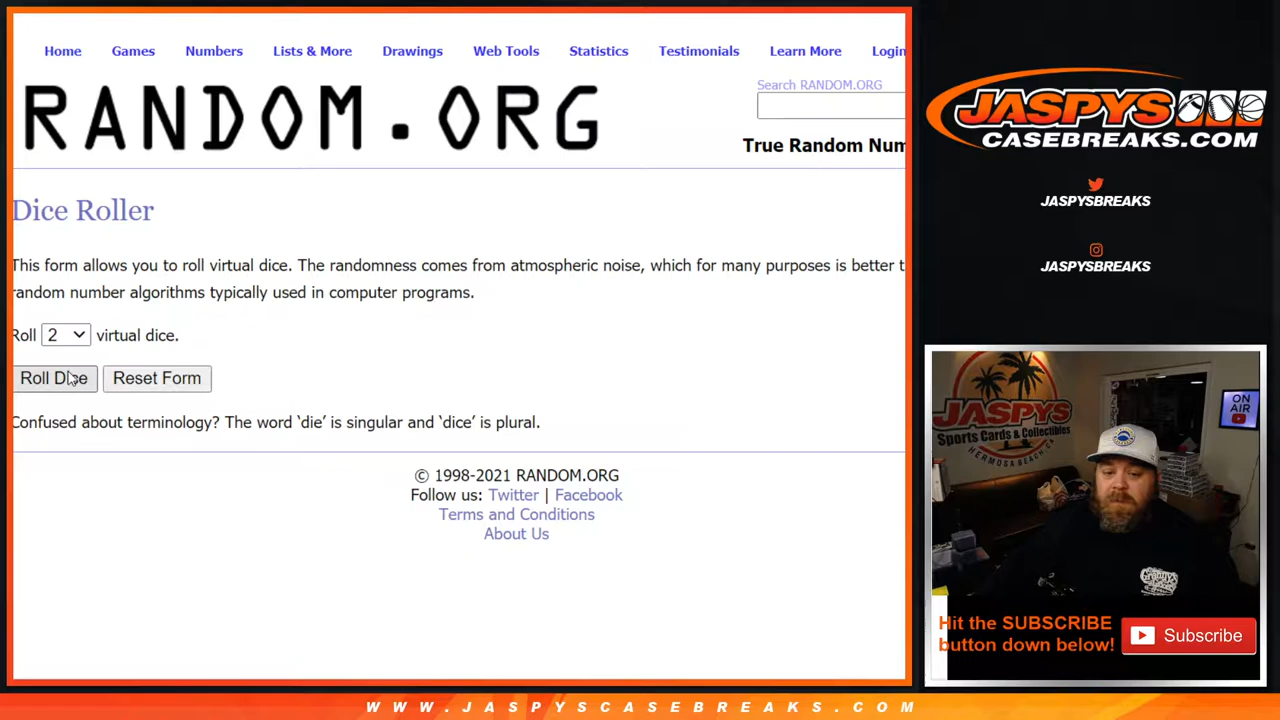 Home Games Numbers Lists & More Drawings Web Tools Statistics Testimonials Learn More Login
RANDOM.ORG
Search RANDOM.ORG
True Random Num
Dice Roller
This form allows you to roll virtual dice. The randomness comes from atmospheric noise, which for many purposes is better t
random number algorithms typically used in computer programs.
Roll 2 virtual dice.
Roll Dice Reset Form
Confused about terminology? The word ‘die’ is singular and ‘dice’ is plural.
© 1998-2021 RANDOM.ORG
Follow us: Twitter | Facebook
Terms and Conditions
About Us
JASPYS
CASEBREAKS.COM
JASPYSBREAKS
JASPYSBREAKS
JASPYS
Sports Cards & Collectibles
HERMOSA BEACH, CA
ON
AIR
Hit the SUBSCRIBE
button down below!
Subscribe
WWW.JASPYSCASEBREAKS.COM